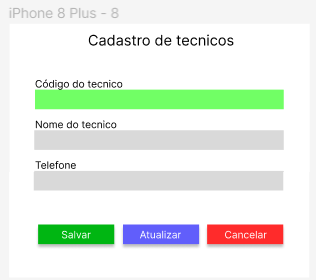 iPhone 8 Plus - 8
Cadastro de tecnicos
Código do tecnico
Nome do tecnico
Telefone
Salvar Atualizar Cancelar